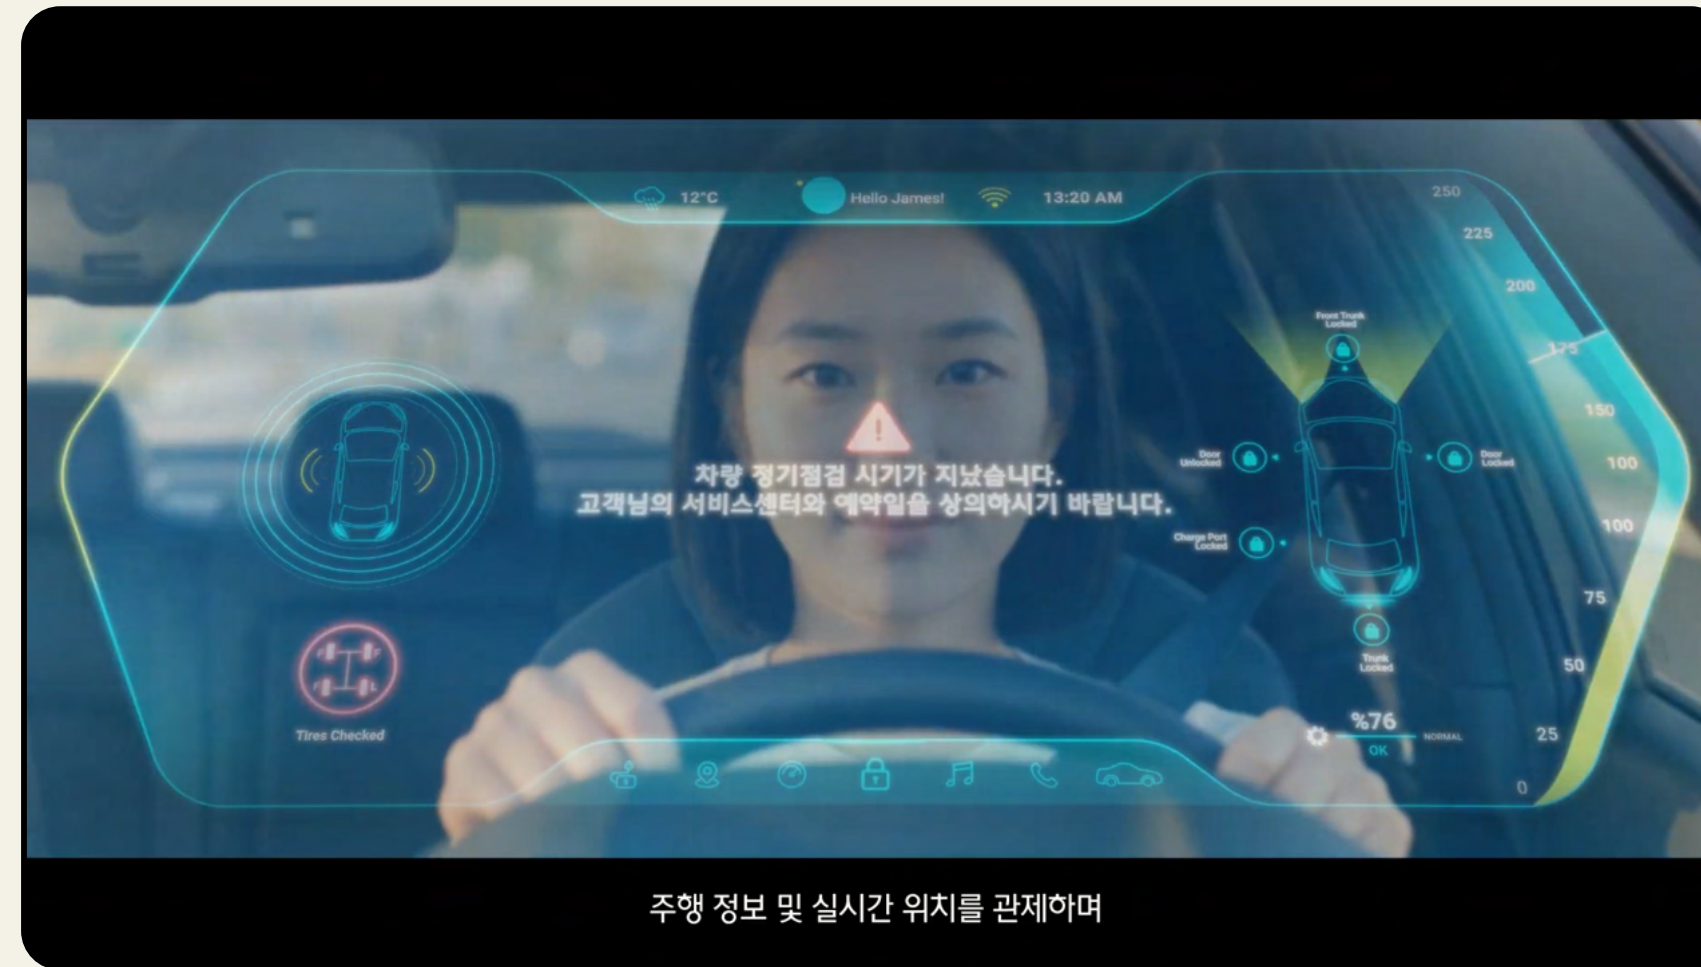 12°C
Hello James!
13:20 AM
250
225
200
175
150
100
100
75
50
25
0
Front Trunk
Locked
Door
Unlocked
Door
Locked
차량 정기점검 시기가 지났습니다.
고객님의 서비스센터와 예약일을 상의하시기 바랍니다.
Charge Port
Locked
Trunk
Locked
Tires Checked
%76
NORMAL
OK
주행 정보 및 실시간 위치를 관제하며